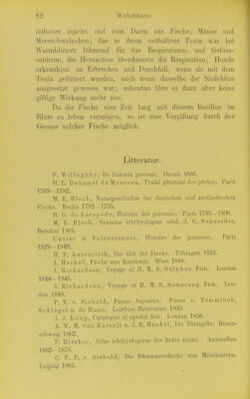 82 Wirbelthiere.
tödteten injicirt und vom Darm aus Fische, Mäuse und
Meerschweinchen; das in ihnen enthaltene Toxin war bei
Warmblütern lähmend für das Respirations- und Gefäss-
centrum, die Herzaction überdauerte die Respiration; Hunde
erkrankten an Erbrechen und Durchfall, wenn sie mit dem
Toxin gefüttert wurden, auch wenn dasselbe der Siedehitze
ausgesetzt gewesen war; subcutan übte es dann aber keine
giftige Wirkung mehr aus.
Da die Fische eine Zeit lang mit diesem Bacillus im
Blute zu leben vermögen, so ist eine Vergiftung durch den
Genuss solcher Fische möglich.
Litteratur.
F. Willughby, De historia piscium. Oxonii 1686.
H. L. Duhamel du Monceau, Traité générale des pêches. Paris
1769—1782.
M. E. Bloch, Naturgeschichte der deutschen und ausländischen
Fische. Berlin 1782—1795.
B. G. de Lacepède, Histoire des poissons. Paris 1798—1800.
M. E. Bloch, Systema ichthyologiae edid. J. G. Schneider.
Berolini 1801.
Cuvier et Valenciennes, Histoire des poissons. Paris
1828—1849.
H. F. Autenrieth, Das Gift der Fische. Tübingen 1833.
J. Heckel, Fische aus Kaschmir. Wien 1838.
J. Richardson, Voyage of H. M. S. Sulphur. Fish. London
1844—1845.
J. Richardson, Voyage of H. M. S. Samarang. Fish. Lon-
don 1848.
P. F. v. Siebold, Fauna Japonica. Pisces v. Temminck,
Schlegel u. de Haan. Lugduni Batavorum 1850.
J. J. Kaup, Catalogue of apodal fish. London 1856.
A. W. M. van Hasselt u. J. B. Henkel, Die Thiergifte. Braun-
schweig 1862.
P. Bleeker, Atlas ichthyologique des Indes orient. Amsterdam
1862—1878.
C. F. E. v. Siebold, Die Süsswasserfische von Mitteleuropa.
Leipzig 1863.